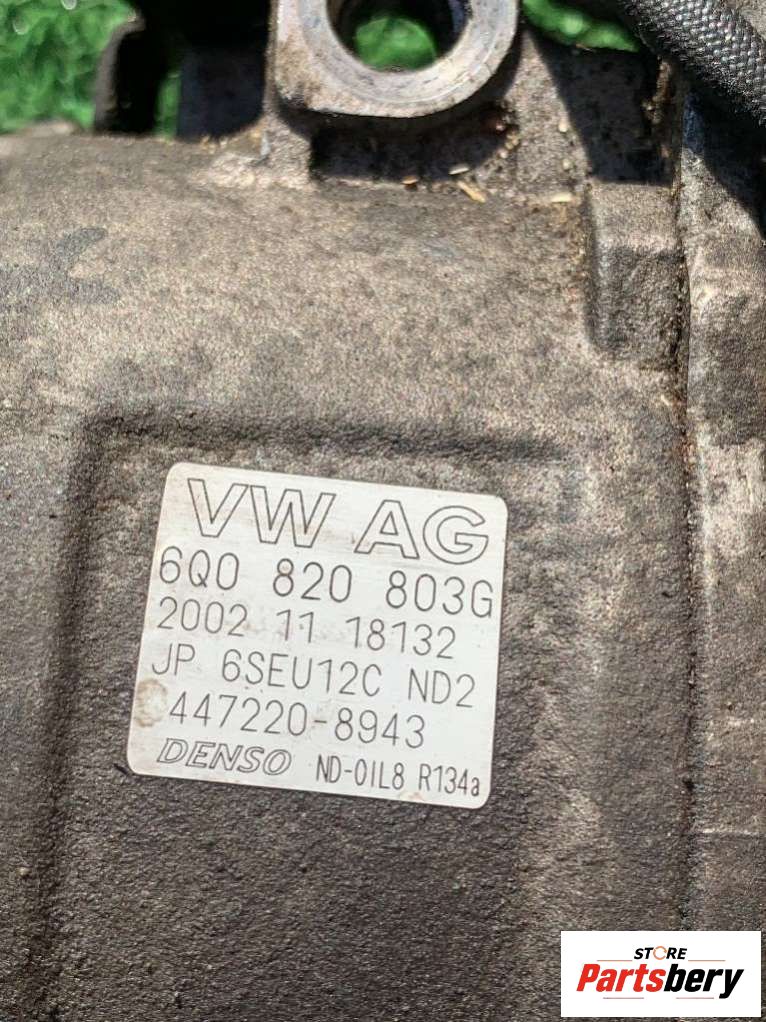 VW AG
6Q0 820 803G
2002 11 18132
JP 6SEU12C ND2
447220-8943
DENSO ND-OIL8 R134a
STORE
Partsbery